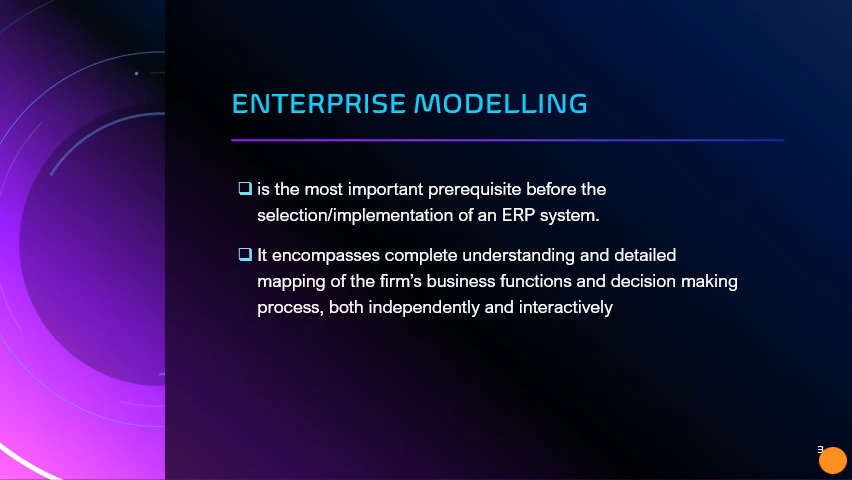 ENTERPRISE MODELLING
is the most important prerequisite before the
selection/implementation of an ERP system.
It encompasses complete understanding and detailed
mapping of the firm's business functions and decision making
process, both independently and interactively
3